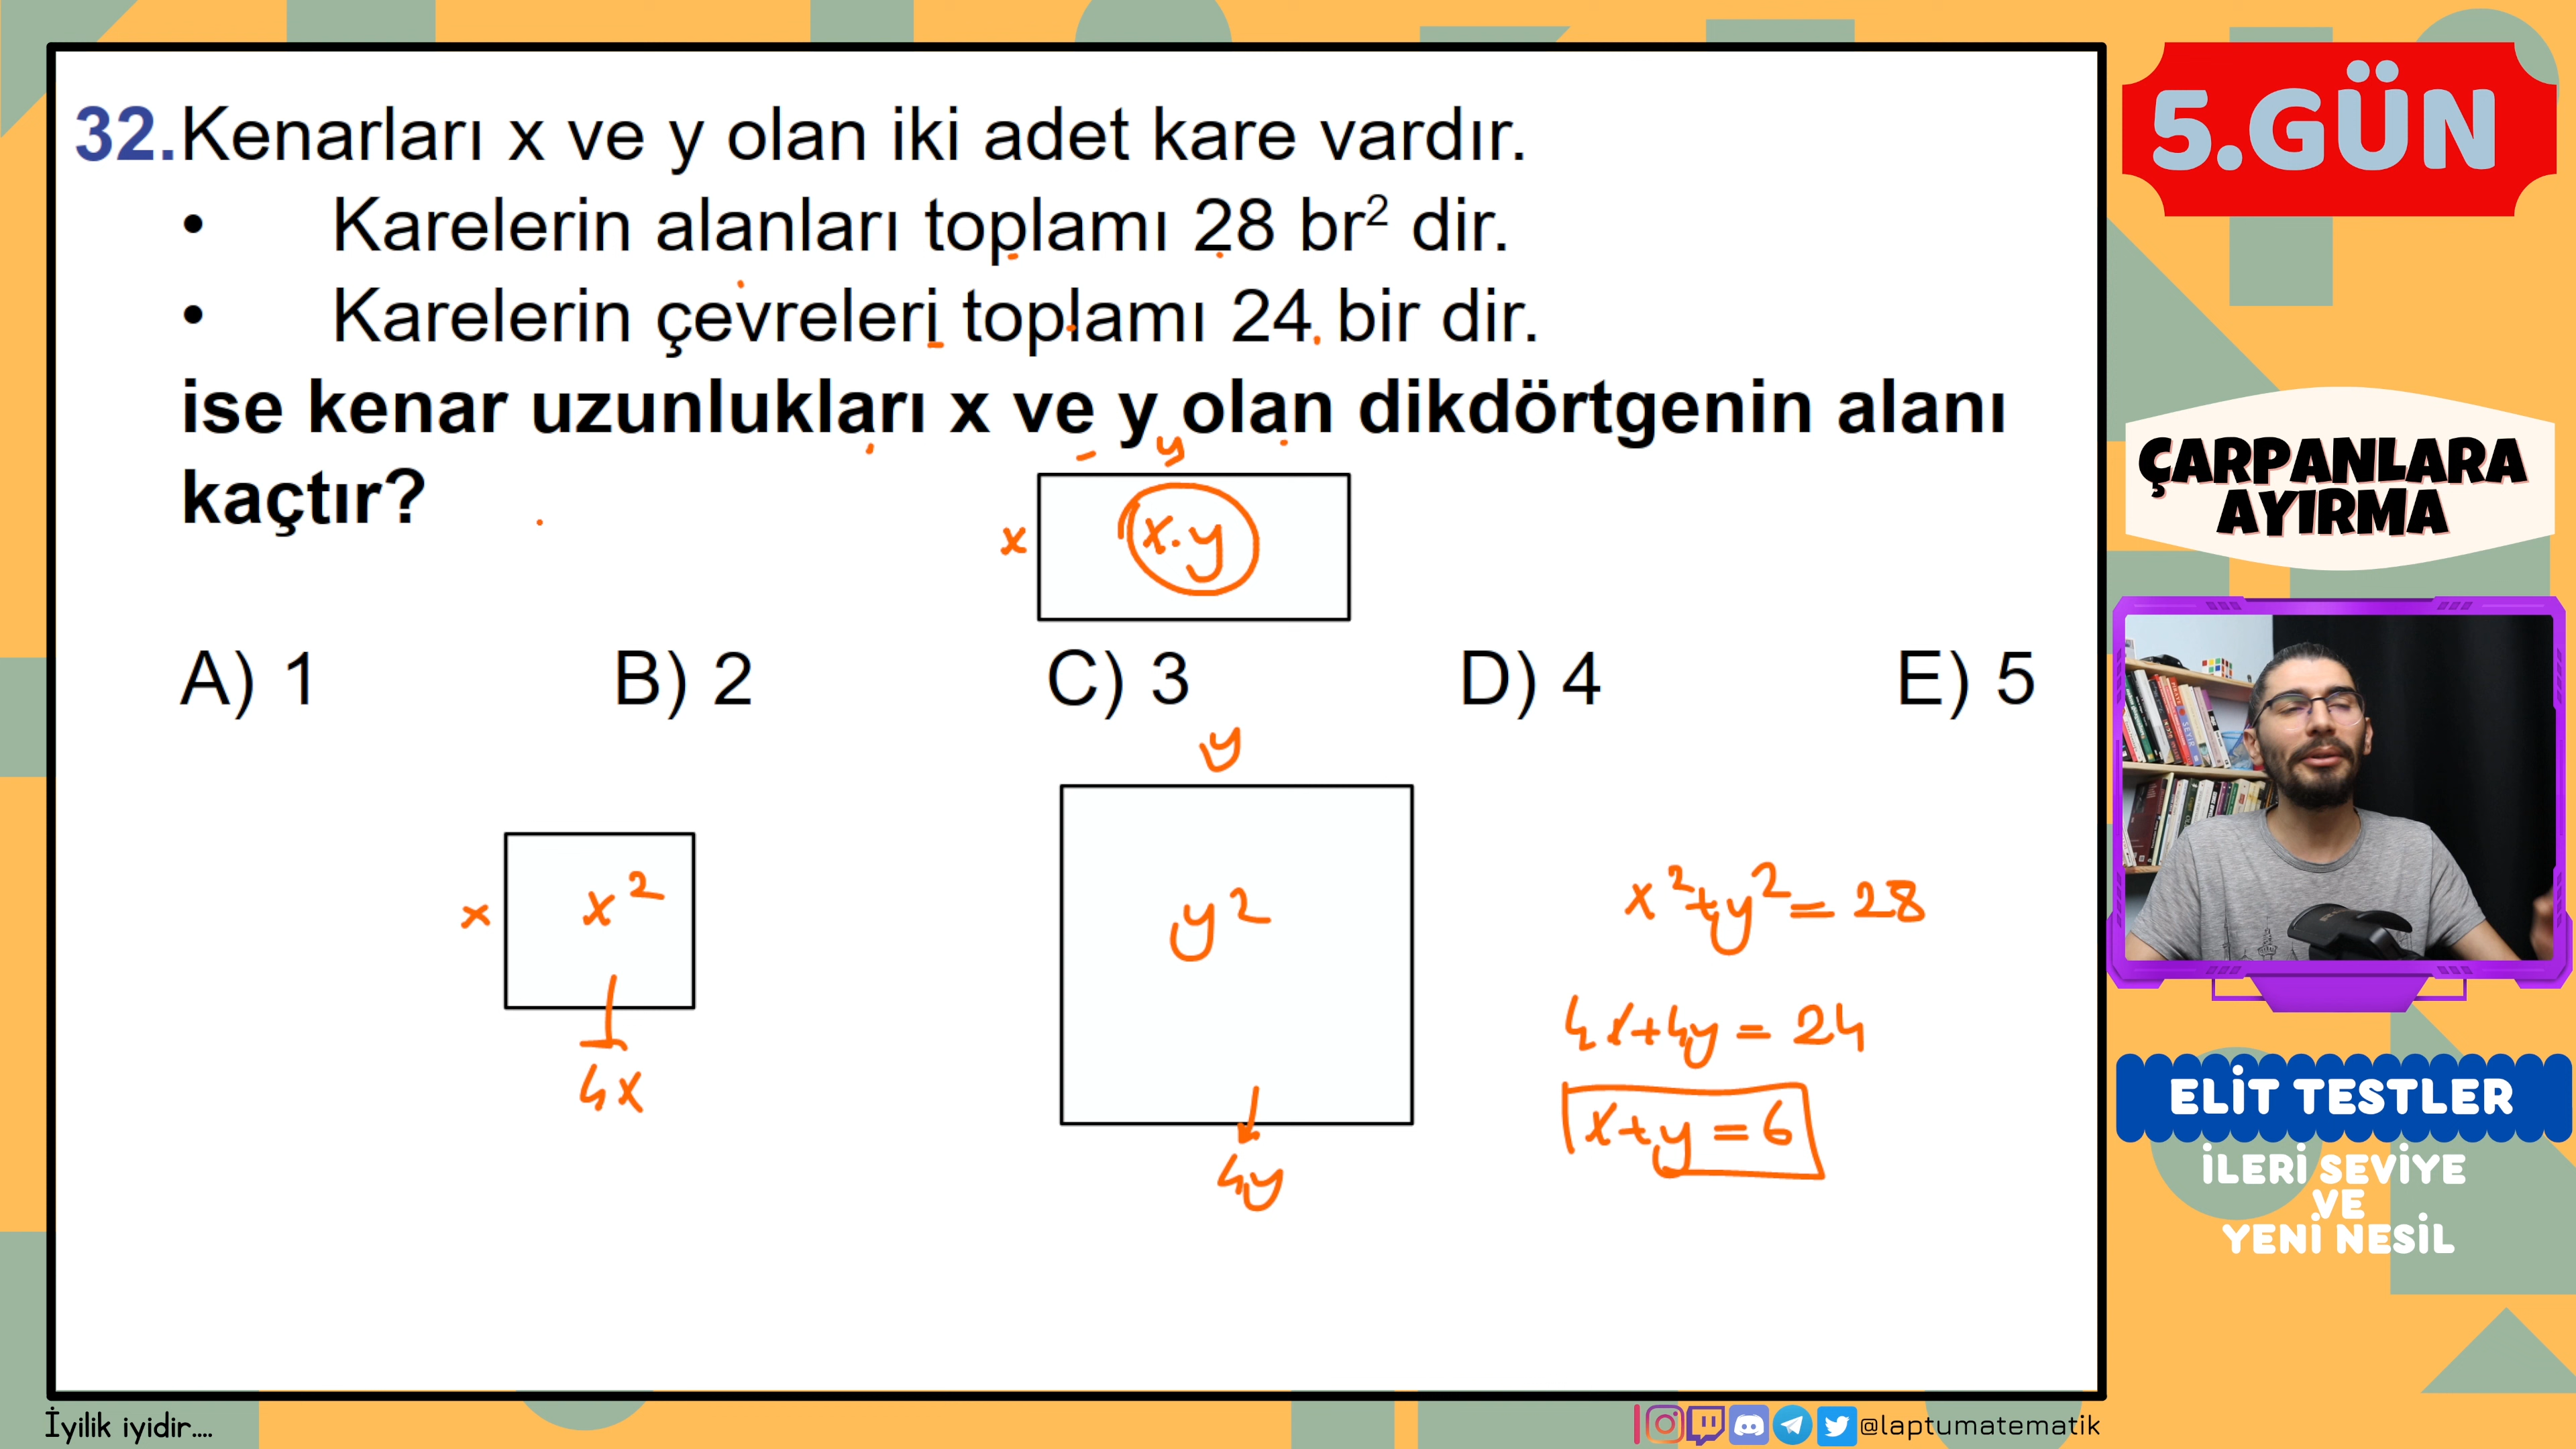 32.Kenarları x ve y olan iki adet kare vardır.
• Karelerin alanları toplamı 28 br² dir.
• Karelerin çevreleri toplamı 24 bir dir.
ise kenar uzunlukları x ve y olan dikdörtgenin alanı
kaçtır?
y
x
x.y
A) 1 B) 2 C) 3 D) 4 E) 5
y
x
x²
4x
y²
4y
x²+y²= 28
4x+4y = 24
x+y = 6
5.GÜN
ÇARPANLARA
AYIRMA
ELİT TESTLER
İLERİ SEVİYE
VE
YENİ NESİL
İyilik iyidir....
@laptumatematik